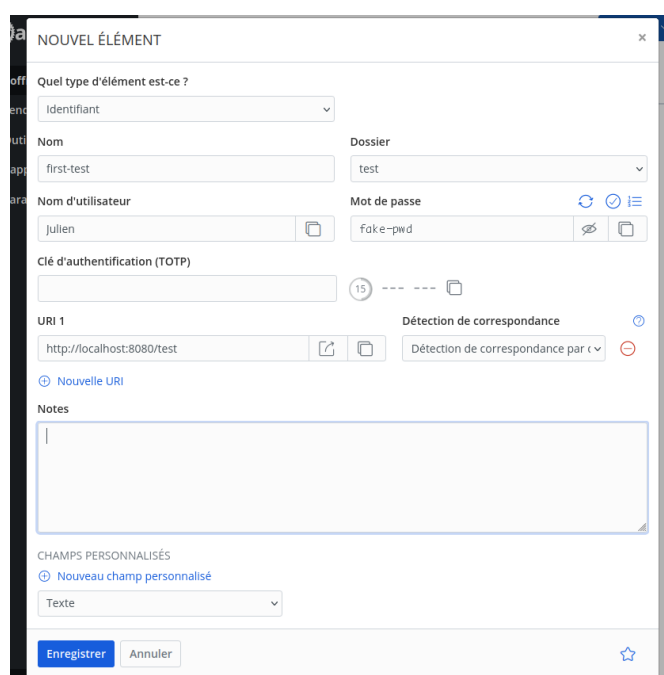 NOUVEL ÉLÉMENT ×
Quel type d'élément est-ce ?
Identifiant
Nom Dossier
first-test test
Nom d'utilisateur Mot de passe
Julien fake-pwd
Clé d'authentification (TOTP)
15 --- ---
URI 1 Détection de correspondance
http://localhost:8080/test Détection de correspondance par
Nouvelle URI
Notes
CHAMPS PERSONNALISÉS
Nouveau champ personnalisé
Texte
Enregistrer Annuler